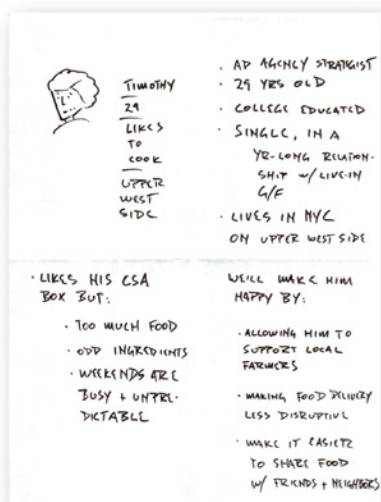 TIMOTHY
29
LIKES
TO
COOK
UPPER
WEST
SIDE
· AD AGENCY STRATEGIST
· 29 YRS OLD
· COLLEGE EDUCATED
· SINGLE, IN A
YR-LONG RELATION-
SHIP w/ LIVE-IN
G/F
· LIVES IN NYC
ON UPPER WEST SIDE
· LIKES HIS CSA
BOX BUT:
· TOO MUCH FOOD
· ODD INGREDIENTS
· WEEKENDS ARE
BUSY + UNPRE-
DICTABLE
WE'LL MAKE HIM
HAPPY BY:
· ALLOWING HIM TO
SUPPORT LOCAL
FARMERS
· MAKING FOOD DELIVERY
LESS DISRUPTIVE
· MAKE IT EASIER
TO SHARE FOOD
w/ FRIENDS + NEIGHBORS